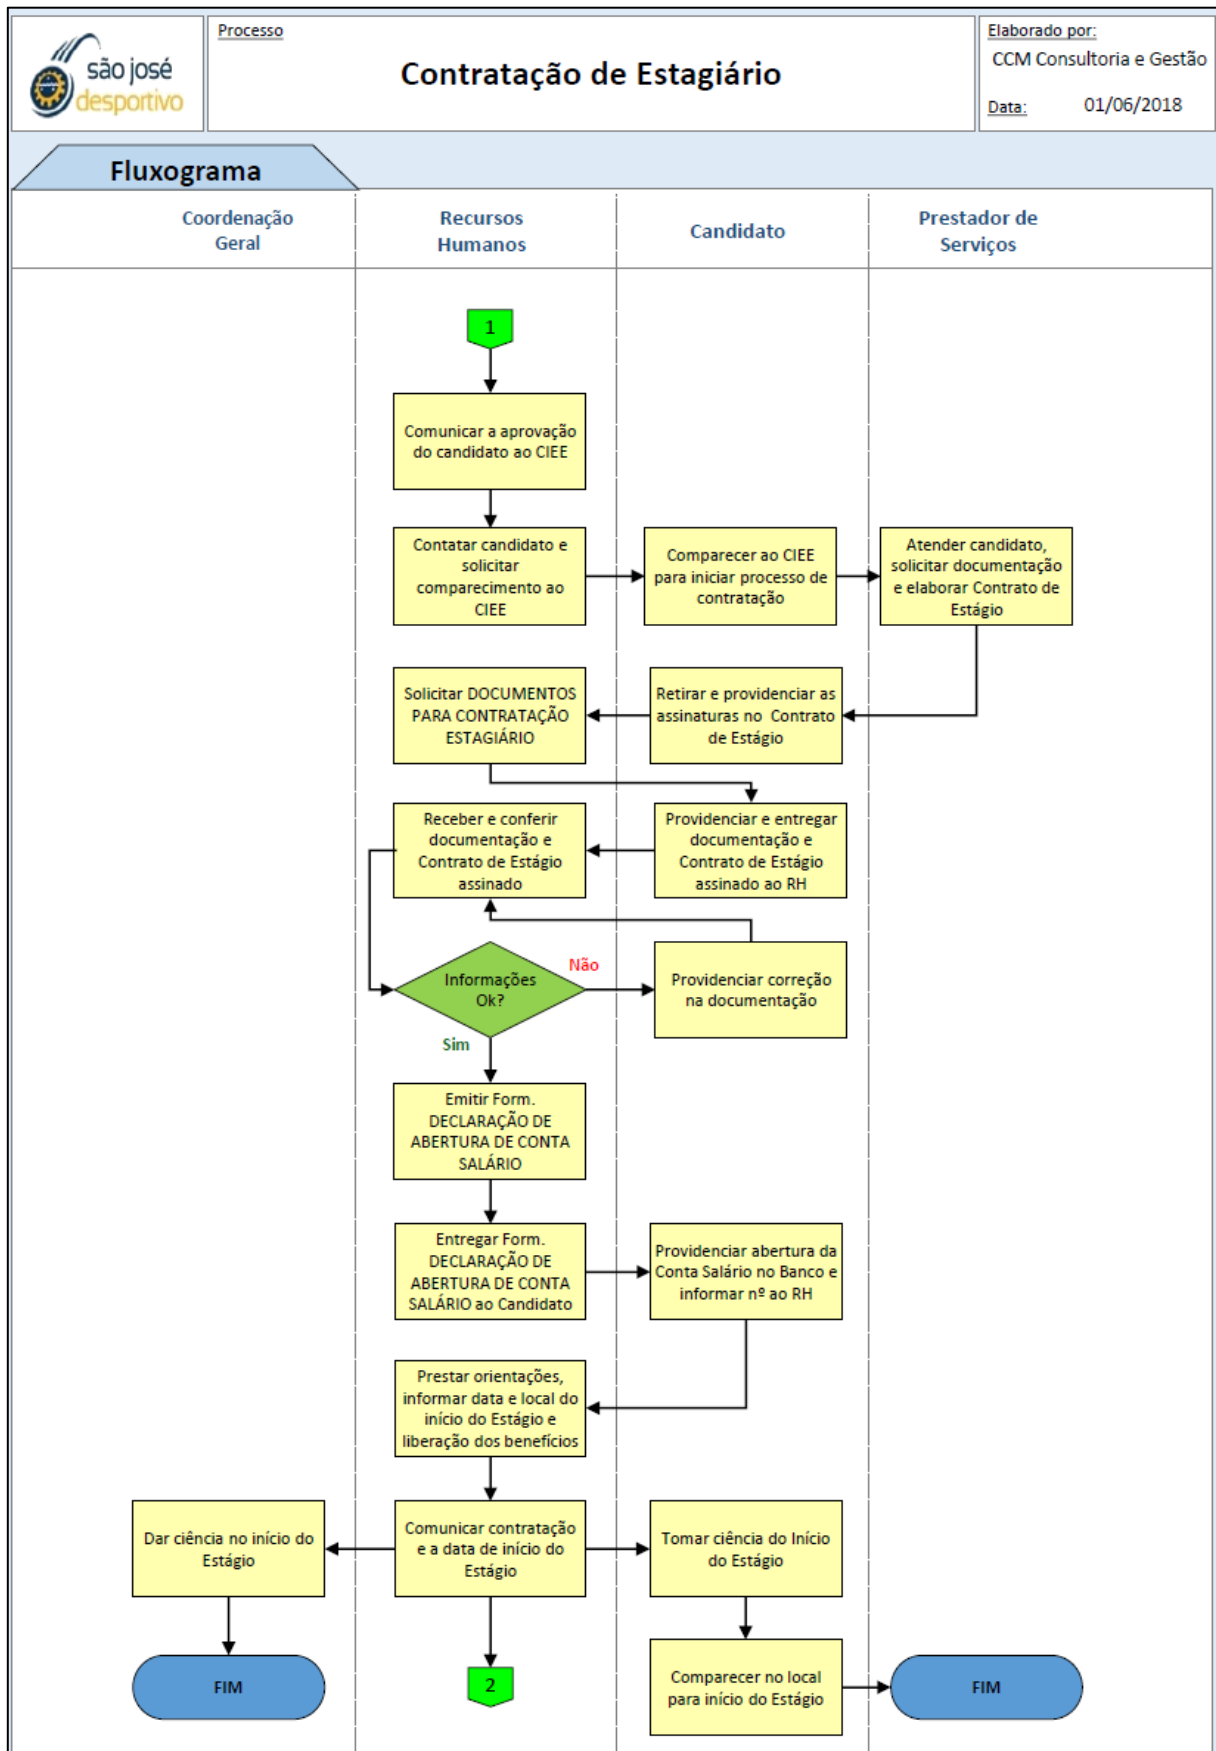 são josé
desportivo
Processo
Contratação de Estagiário
Elaborado por:
CCM Consultoria e Gestão
Data: 01/06/2018
Fluxograma
Coordenação
Geral
Recursos
Humanos
Candidato
Prestador de
Serviços
1
Comunicar a aprovação
do candidato ao CIEE
Contatar candidato e
solicitar
comparecimento ao
CIEE
Comparecer ao CIEE
para iniciar processo de
contratação
Atender candidato,
solicitar documentação
e elaborar Contrato de
Estágio
Solicitar DOCUMENTOS
PARA CONTRATAÇÃO
ESTAGIÁRIO
Retirar e providenciar as
assinaturas no Contrato
de Estágio
Receber e conferir
documentação e
Contrato de Estágio
assinado
Providenciar e entregar
documentação e
Contrato de Estágio
assinado ao RH
Informações
Ok?
Não
Providenciar correção
na documentação
Sim
Emitir Form.
DECLARAÇÃO DE
ABERTURA DE CONTA
SALÁRIO
Entregar Form.
DECLARAÇÃO DE
ABERTURA DE CONTA
SALÁRIO ao Candidato
Providenciar abertura da
Conta Salário no Banco e
informar nº ao RH
Prestar orientações,
informar data e local do
início do Estágio e
liberação dos benefícios
Dar ciência no início do
Estágio
Comunicar contratação
e a data de início do
Estágio
Tomar ciência do Início
do Estágio
FIM
2
Comparecer no local
para início do Estágio
FIM